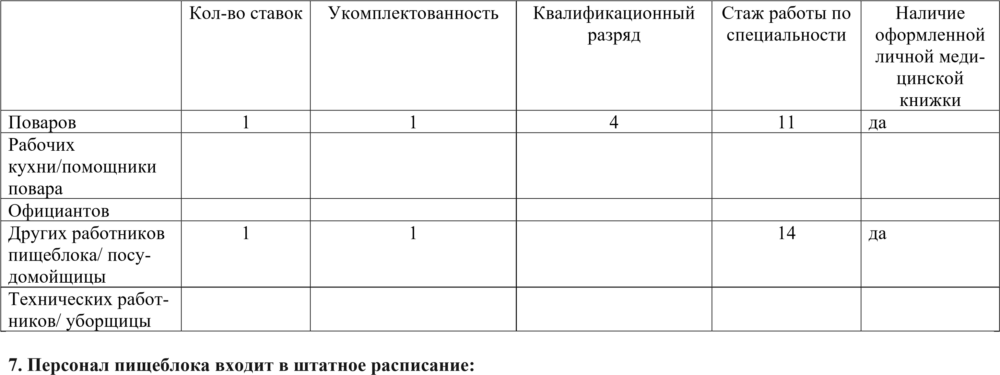 Кол-во ставок Укомплектованность Квалификационный разряд Стаж работы по специальности Наличие оформленной личной меди-цинской книжки
Поваров 1 1 4 11 да
Рабочих
кухни/помощники
повара
Официантов
Других работников 1 1 14 да
пищеблока/ посу-
домойщицы
Технических работ-
ников/ уборщицы
7. Персонал пищеблока входит в штатное расписание: